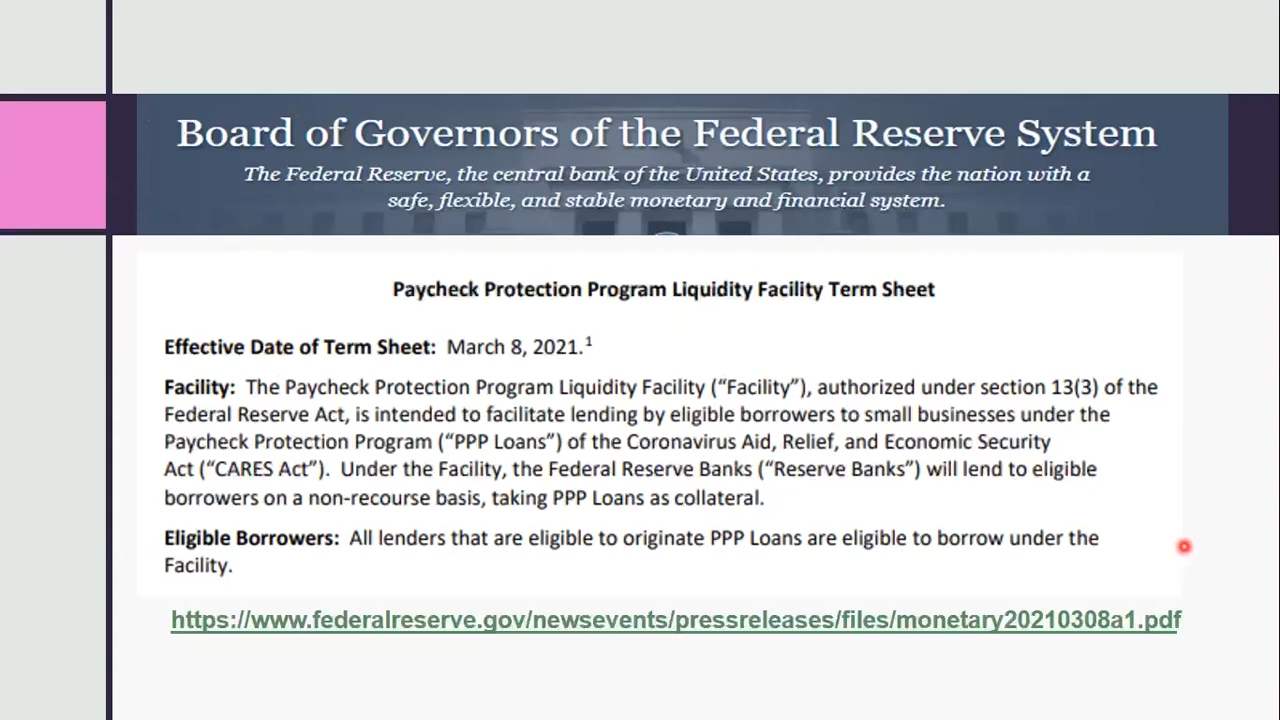 Board of Governors of the Federal Reserve System
The Federal Reserve, the central bank of the United States, provides the nation with a
safe, flexible, and stable monetary and financial system.
Paycheck Protection Program Liquidity Facility Term Sheet
Effective Date of Term Sheet:  March 8, 2021.¹
Facility:  The Paycheck Protection Program Liquidity Facility (“Facility”), authorized under section 13(3) of the
Federal Reserve Act, is intended to facilitate lending by eligible borrowers to small businesses under the
Paycheck Protection Program (“PPP Loans”) of the Coronavirus Aid, Relief, and Economic Security
Act (“CARES Act”).  Under the Facility, the Federal Reserve Banks (“Reserve Banks”) will lend to eligible
borrowers on a non-recourse basis, taking PPP Loans as collateral.
Eligible Borrowers:  All lenders that are eligible to originate PPP Loans are eligible to borrow under the
Facility.
https://www.federalreserve.gov/newsevents/pressreleases/files/monetary20210308a1.pdf